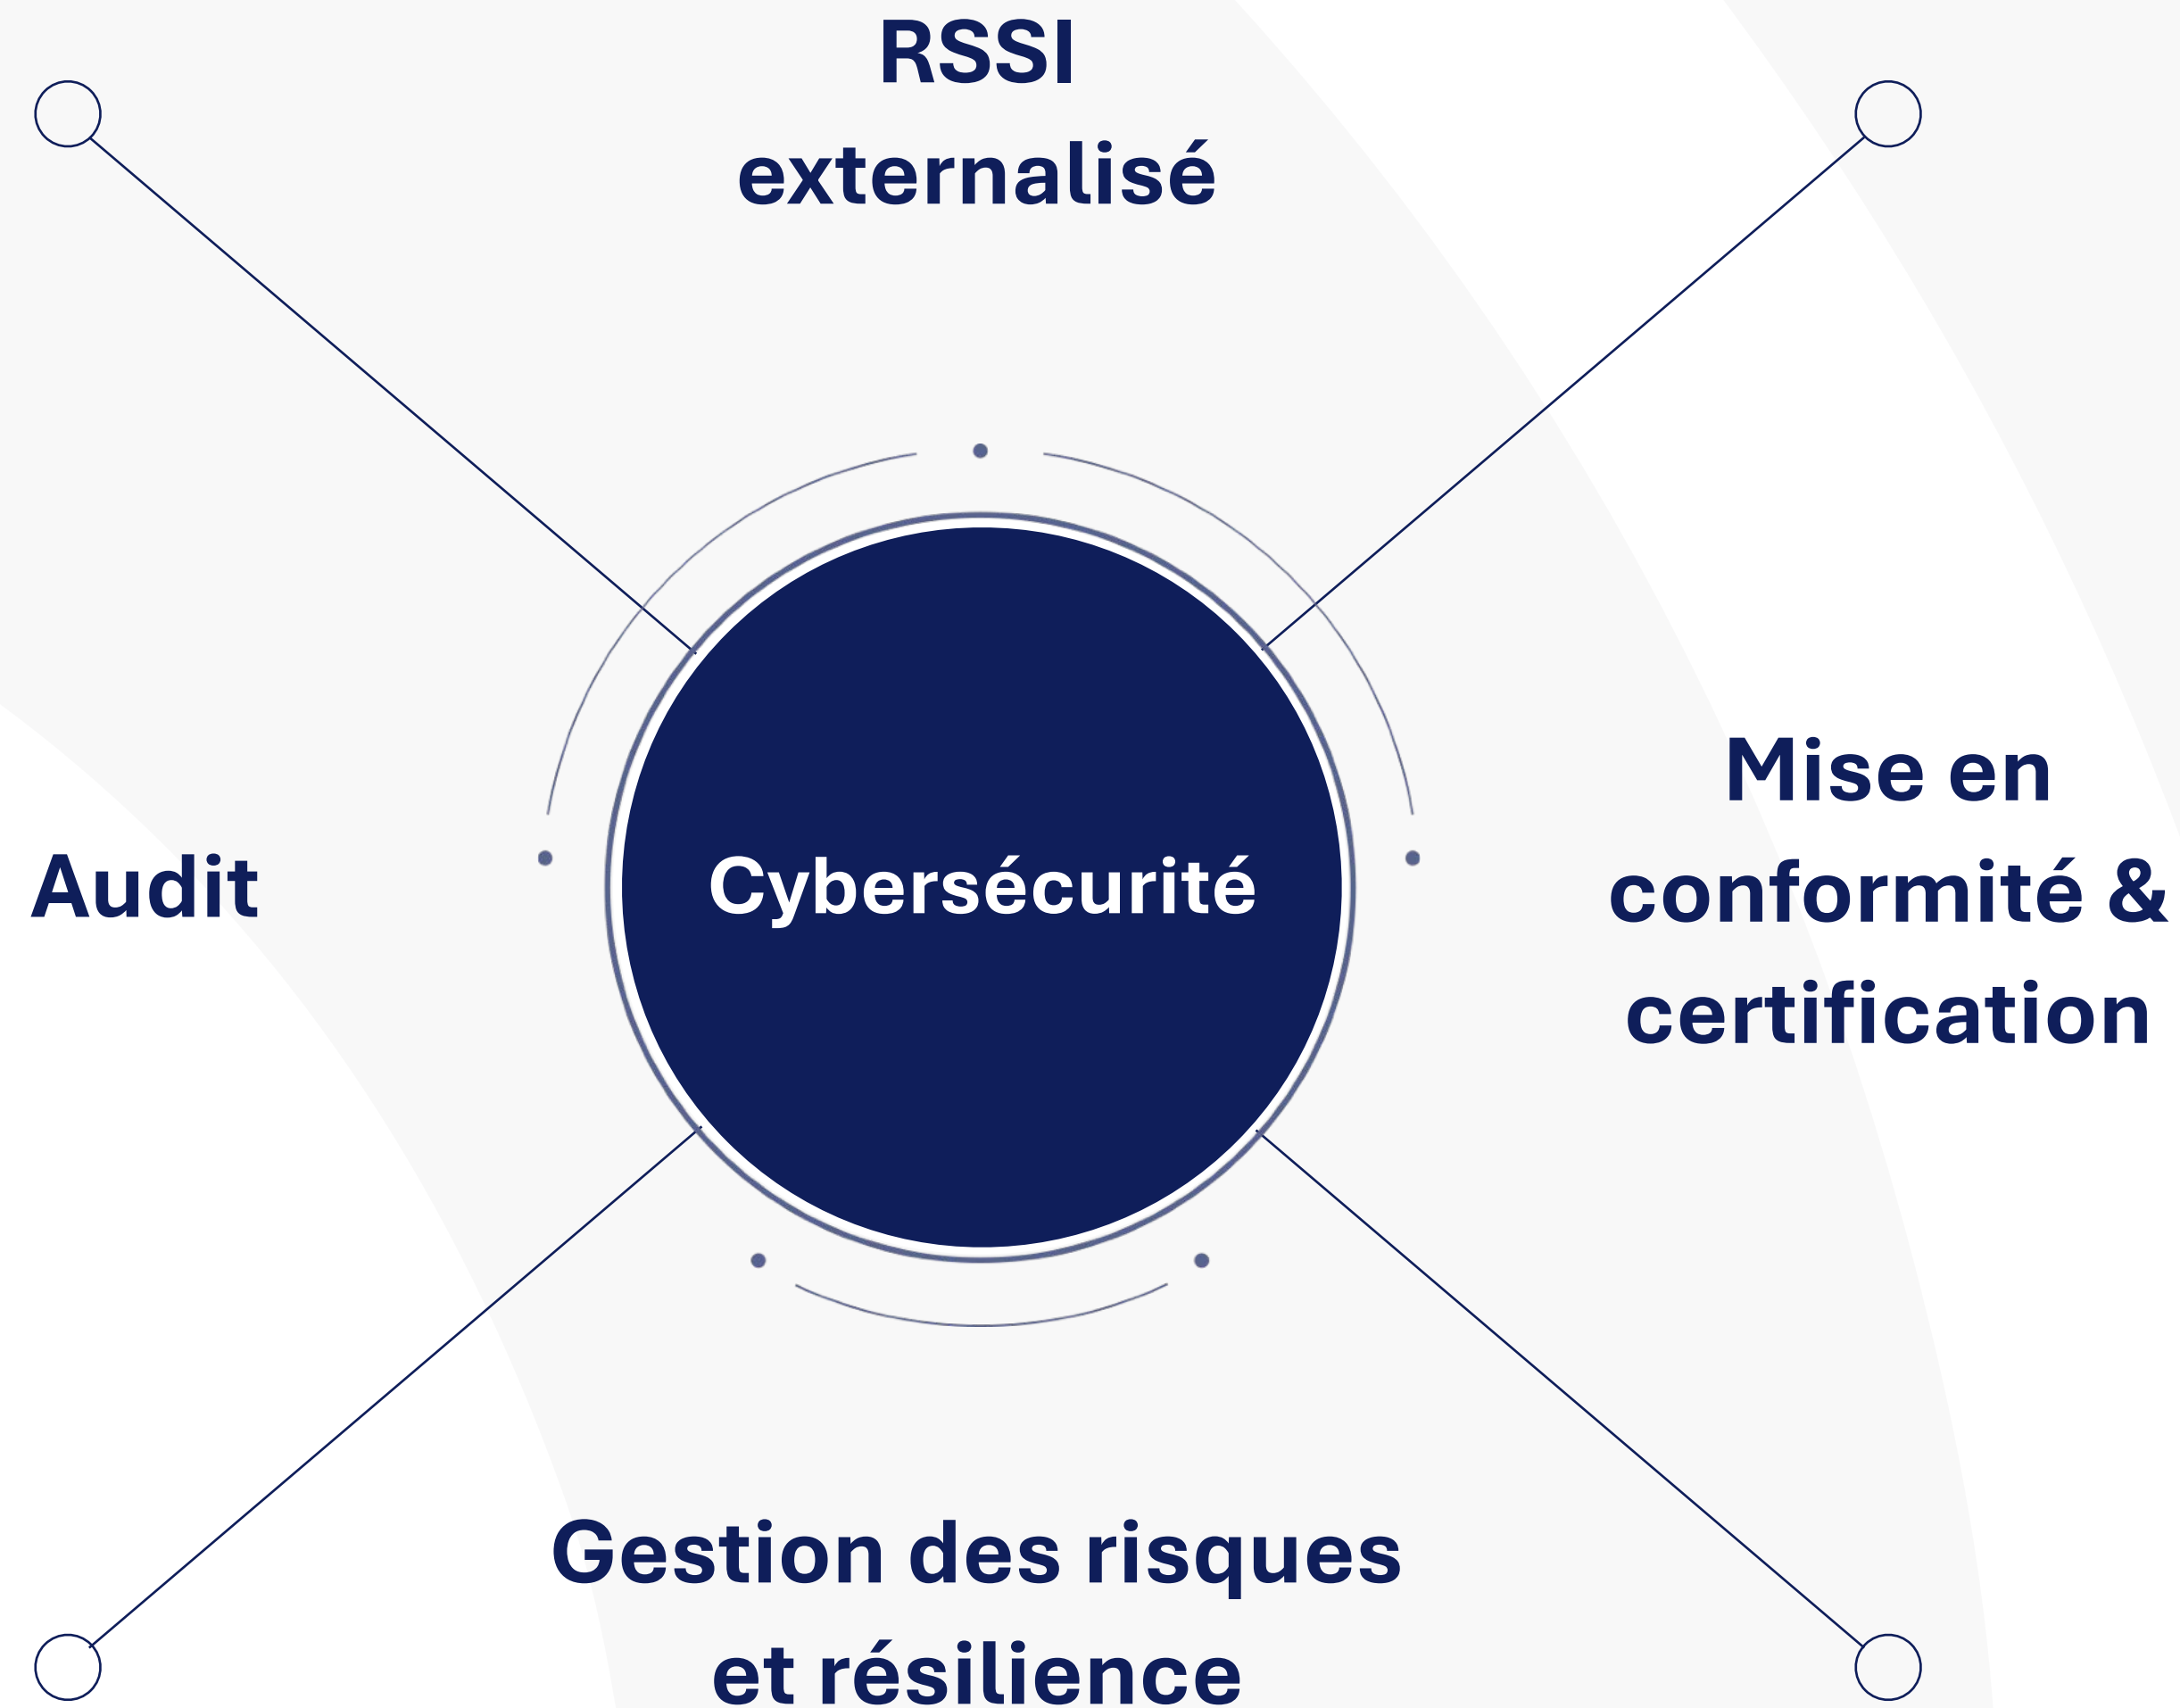 RSSI
externalisé
Audit
Cybersécurité
Mise en
conformité &
certification
Gestion des risques
et résilience